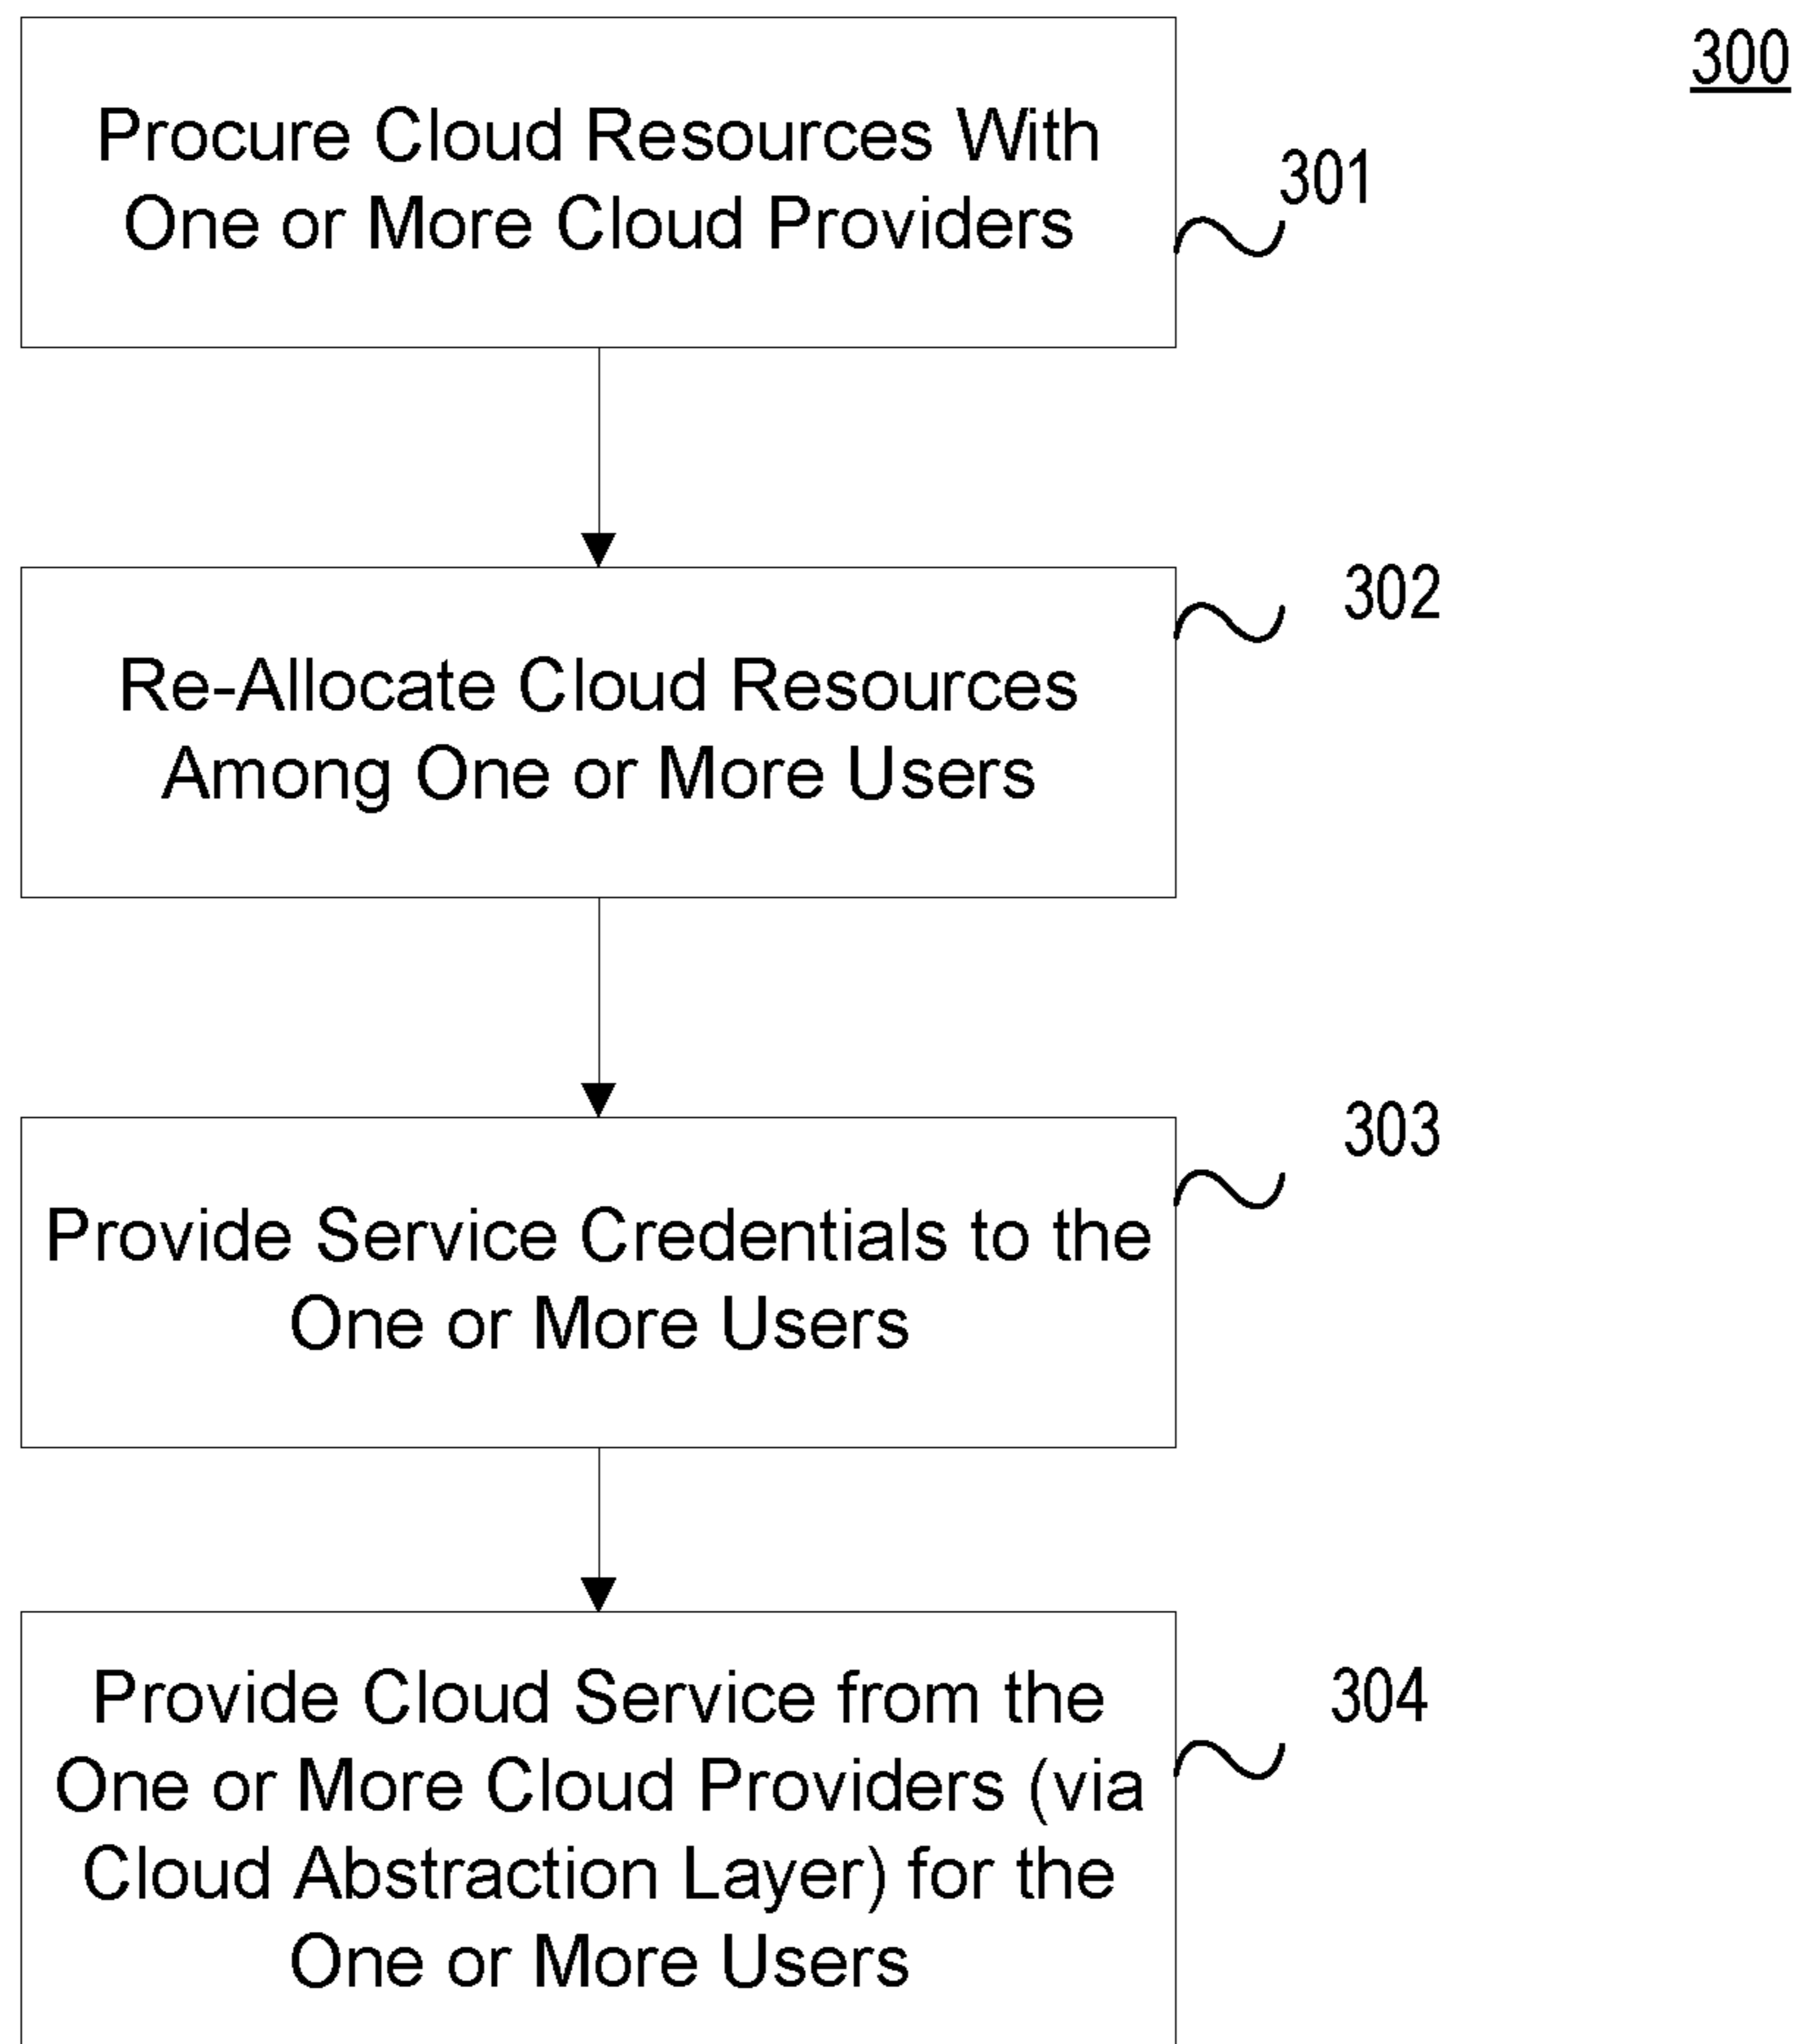 300
Procure Cloud Resources With
One or More Cloud Providers
301
Re-Allocate Cloud Resources
Among One or More Users
302
Provide Service Credentials to the
One or More Users
303
Provide Cloud Service from the
One or More Cloud Providers (via
Cloud Abstraction Layer) for the
One or More Users
304